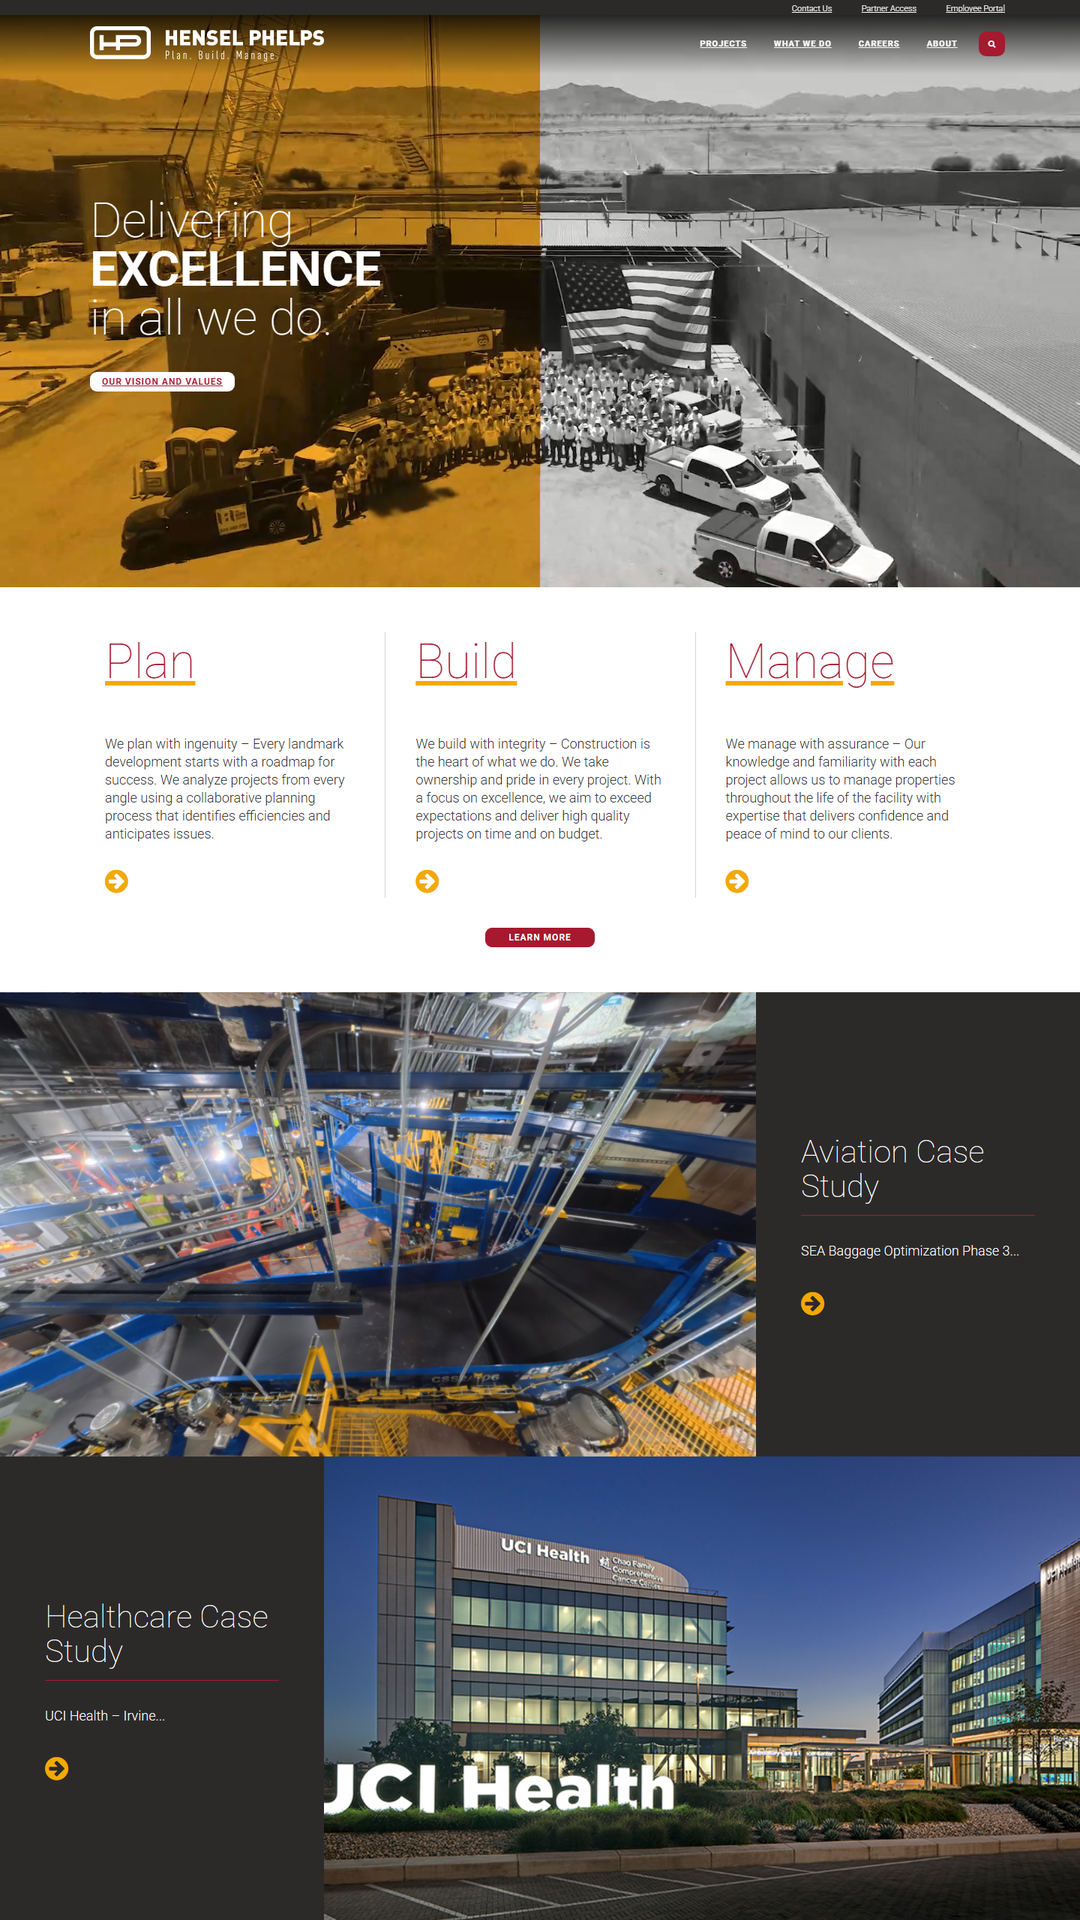 Contact Us
Partner Access
Employee Portal
HP
HENSEL PHELPS
Plan. Build. Manage.
PROJECTS
WHAT WE DO
CAREERS
ABOUT
Delivering
EXCELLENCE
in all we do.
OUR VISION AND VALUES
Plan
We plan with ingenuity – Every landmark
development starts with a roadmap for
success. We analyze projects from every
angle using a collaborative planning
process that identifies efficiencies and
anticipates issues.
Build
We build with integrity – Construction is
the heart of what we do. We take
ownership and pride in every project. With
a focus on excellence, we aim to exceed
expectations and deliver high quality
projects on time and on budget.
Manage
We manage with assurance – Our
knowledge and familiarity with each
project allows us to manage properties
throughout the life of the facility with
expertise that delivers confidence and
peace of mind to our clients.
LEARN MORE
Aviation Case
Study
SEA Baggage Optimization Phase 3...
Healthcare Case
Study
UCI Health – Irvine...
UCI Health
Chao Family
Comprehensive
Cancer Center
UCI Health